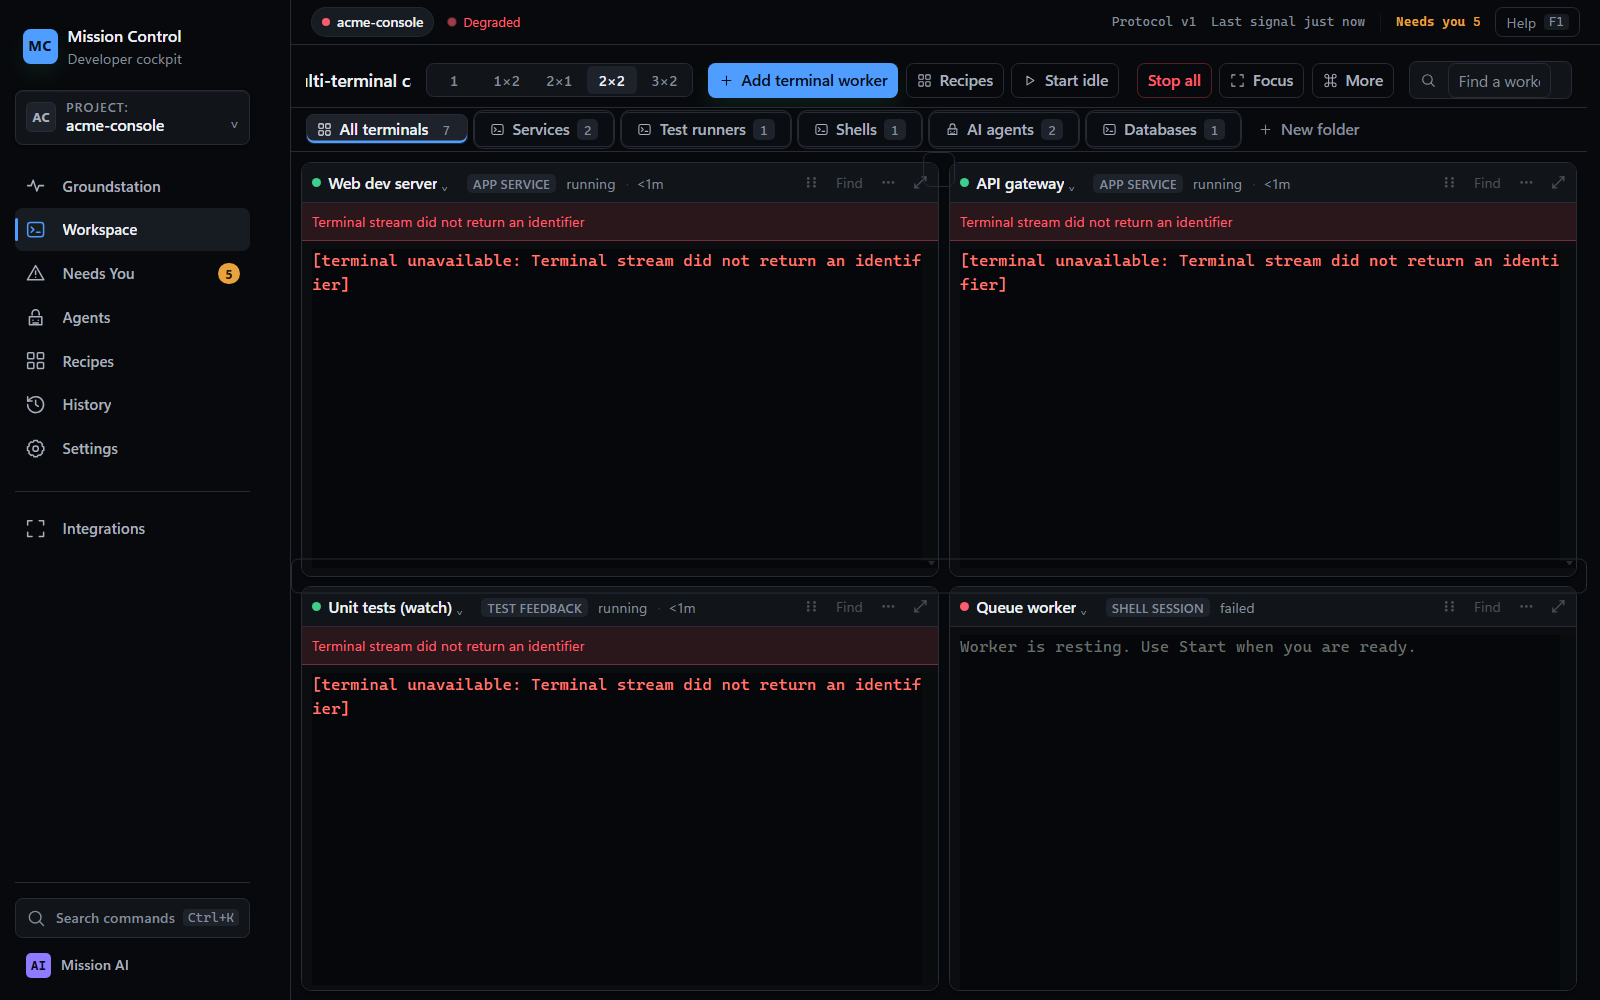 MC
Mission Control
Developer cockpit
AC
PROJECT:
acme-console
Groundstation
Workspace
Needs You 5
Agents
Recipes
History
Settings
Integrations
Search commands Ctrl+K
AI Mission AI
acme-console Degraded
Protocol v1 Last signal just now Needs you 5 Help F1
lti-terminal c 1 1×2 2×1 2×2 3×2 + Add terminal worker Recipes Start idle Stop all Focus More Find a work
All terminals 7 Services 2 Test runners 1 Shells 1 AI agents 2 Databases 1 + New folder
Web dev server APP SERVICE running · <1m Find
Terminal stream did not return an identifier
[terminal unavailable: Terminal stream did not return an identif
ier]
API gateway APP SERVICE running · <1m Find
Terminal stream did not return an identifier
[terminal unavailable: Terminal stream did not return an identi
fier]
Unit tests (watch) TEST FEEDBACK running · <1m Find
Terminal stream did not return an identifier
[terminal unavailable: Terminal stream did not return an identif
ier]
Queue worker SHELL SESSION failed Find
Worker is resting. Use Start when you are ready.